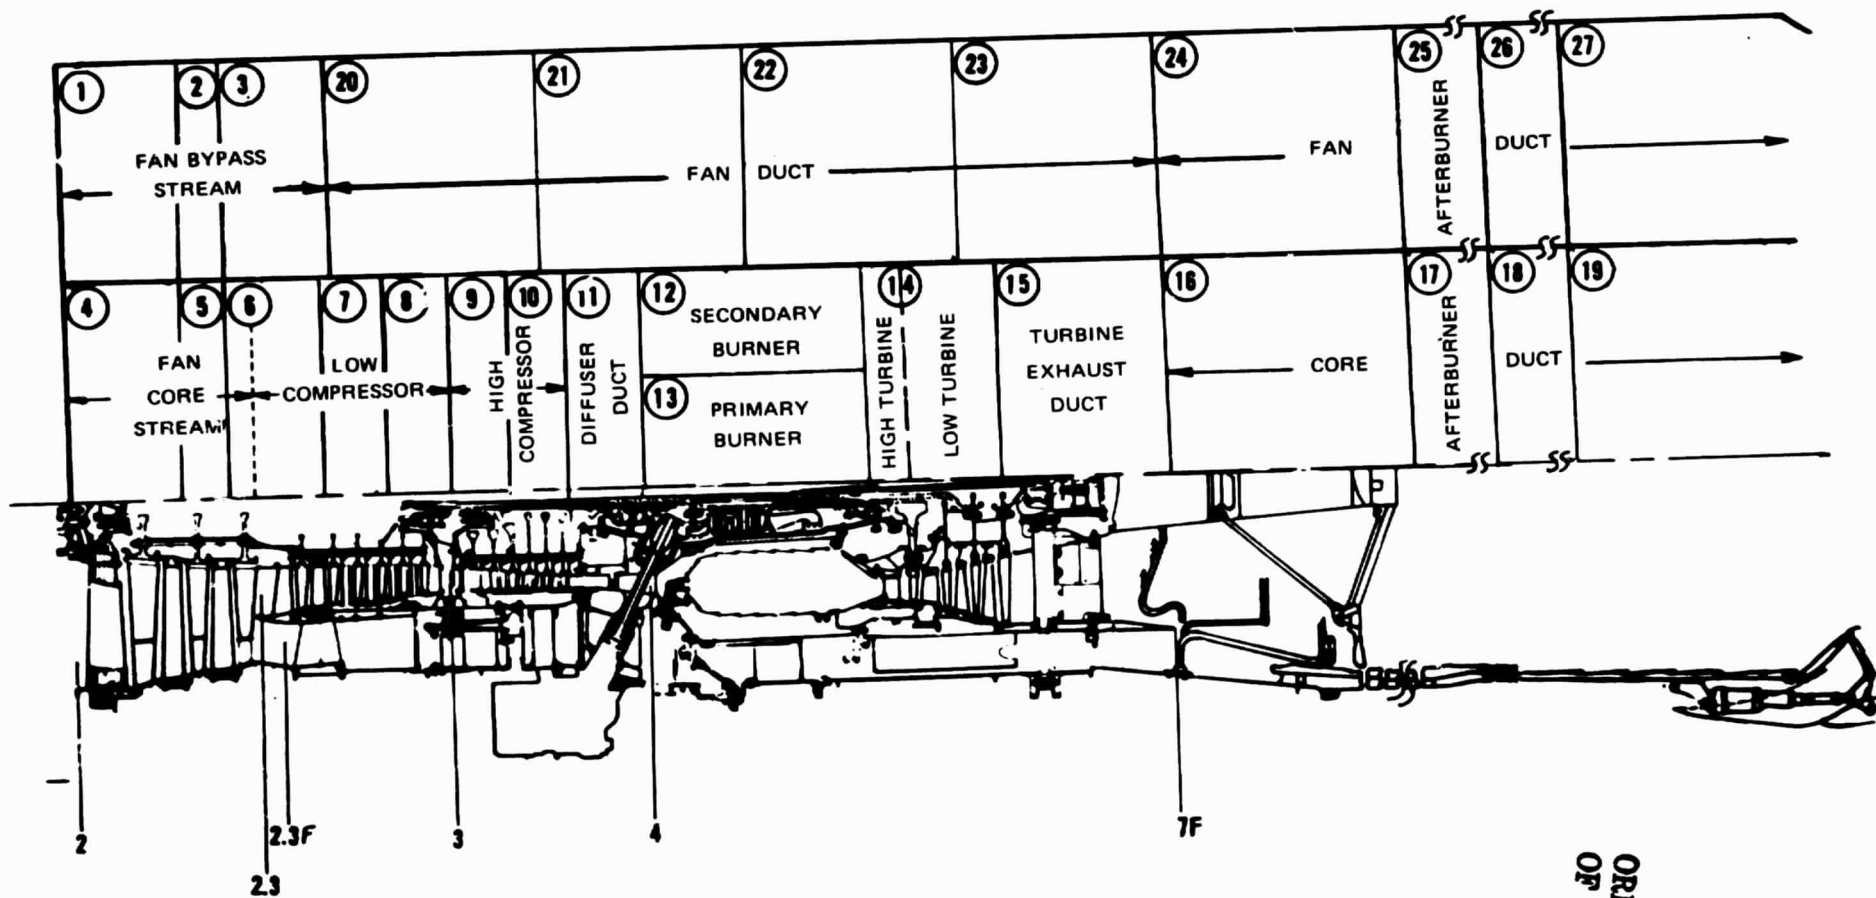 1 2 3 20 21 22 23 24 25 26 27
FAN BYPASS
STREAM
FAN DUCT
FAN
AFTERBURNER
DUCT
4 5 6 7 8 9 10 11 12 14 15 16 17 18 19
FAN
CORE
STREAM
LOW
COMPRESSOR
HIGH
COMPRESSOR
DIFFUSER
DUCT
SECONDARY
BURNER
13
PRIMARY
BURNER
HIGH TURBINE
LOW TURBINE
TURBINE
EXHAUST
DUCT
CORE
AFTERBURNER
DUCT
2
2.3
2.3F
3
4
7F
OF